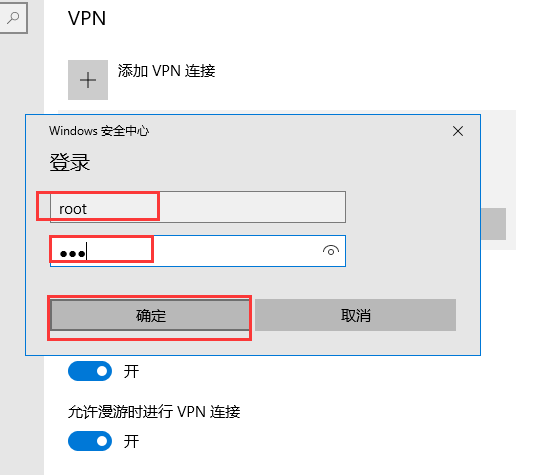 VPN
添加 VPN 连接
Windows 安全中心
登录
root
●●●
确定
取消
开
允许漫游时进行 VPN 连接
开